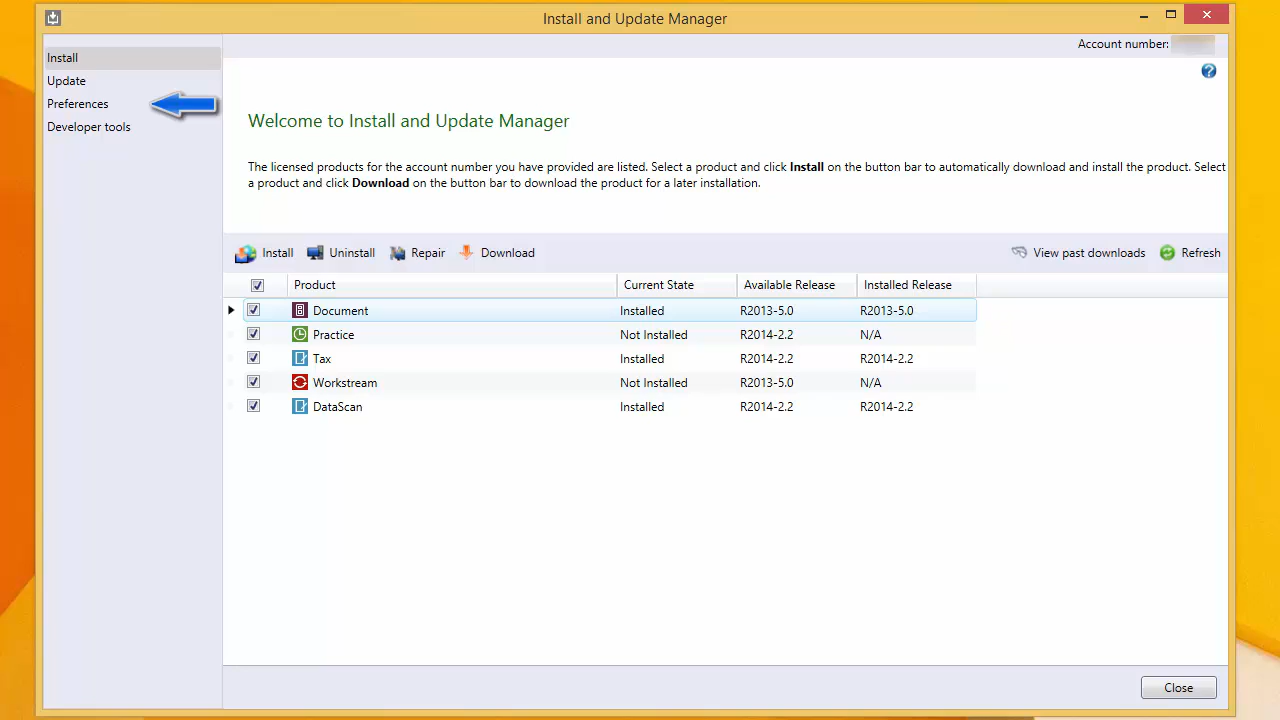 Install and Update Manager
Account number:
Install
Update
Preferences
Developer tools
Welcome to Install and Update Manager
The licensed products for the account number you have provided are listed. Select a product and click Install on the button bar to automatically download and install the product. Select
a product and click Download on the button bar to download the product for a later installation.
Install Uninstall Repair Download View past downloads Refresh
Product Current State Available Release Installed Release
Document Installed R2013-5.0 R2013-5.0
Practice Not Installed R2014-2.2 N/A
Tax Installed R2014-2.2 R2014-2.2
Workstream Not Installed R2013-5.0 N/A
DataScan Installed R2014-2.2 R2014-2.2
Close